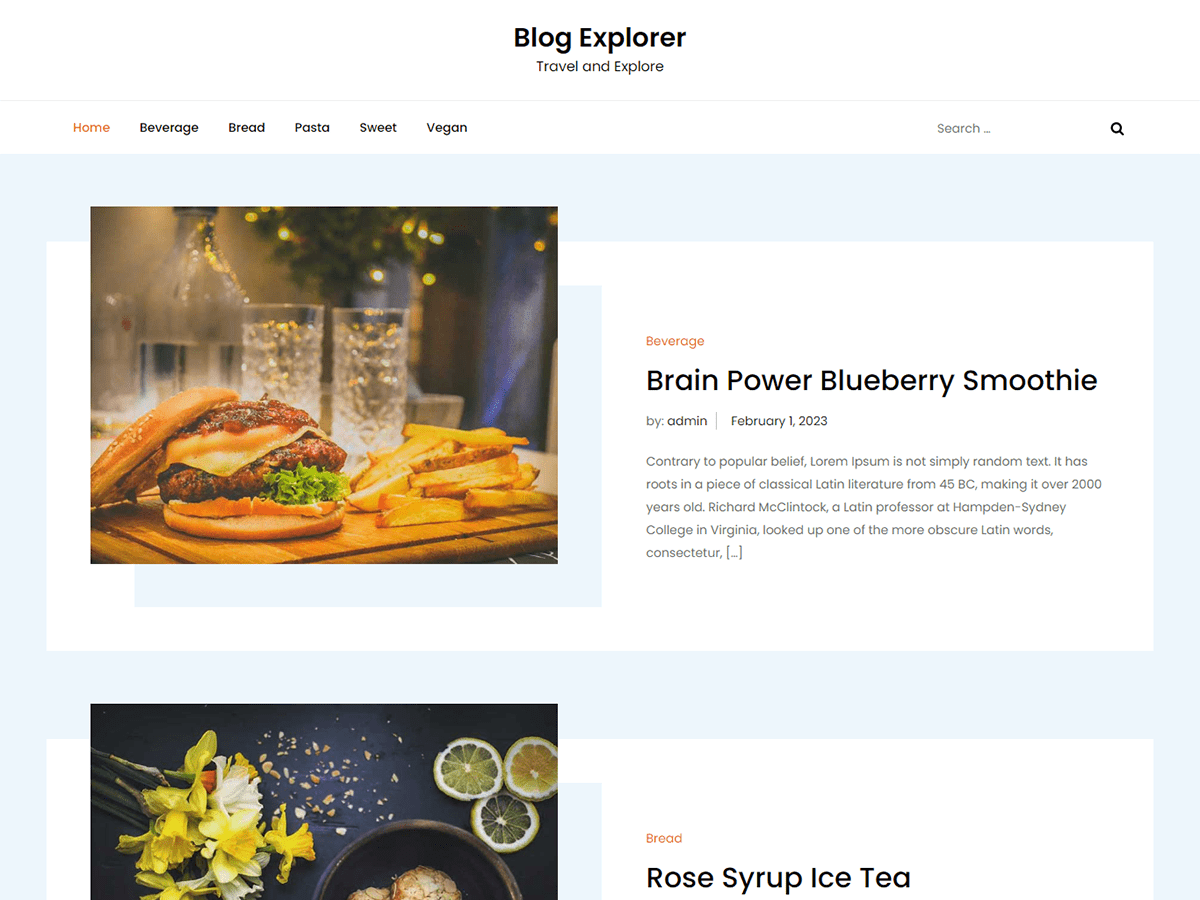 Blog Explorer
Travel and Explore
Home Beverage Bread Pasta Sweet Vegan Search ...
Beverage
Brain Power Blueberry Smoothie
by: admin February 1, 2023
Contrary to popular belief, Lorem Ipsum is not simply random text. It has
roots in a piece of classical Latin literature from 45 BC, making it over 2000
years old. Richard McClintock, a Latin professor at Hampden-Sydney
College in Virginia, looked up one of the more obscure Latin words,
consectetur, […]
Bread
Rose Syrup Ice Tea